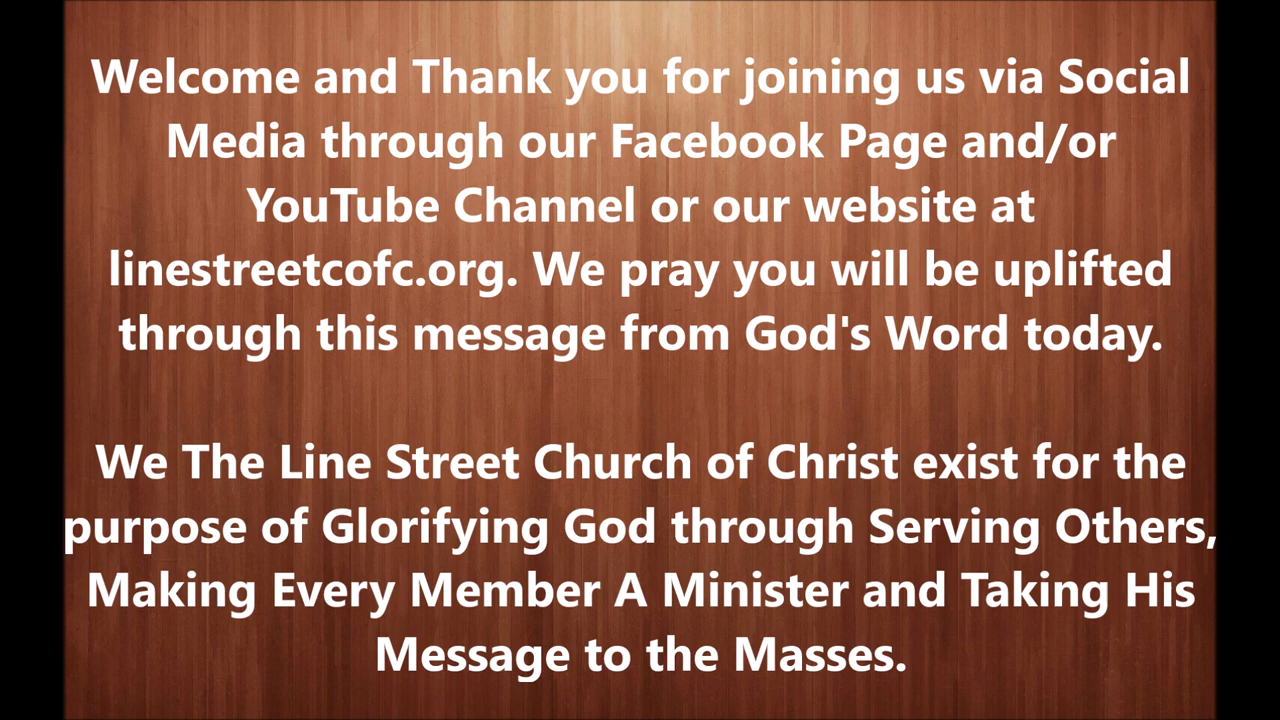 Welcome and Thank you for joining us via Social
Media through our Facebook Page and/or
YouTube Channel or our website at
linestreetcofc.org. We pray you will be uplifted
through this message from God's Word today.
We The Line Street Church of Christ exist for the
purpose of Glorifying God through Serving Others,
Making Every Member A Minister and Taking His
Message to the Masses.